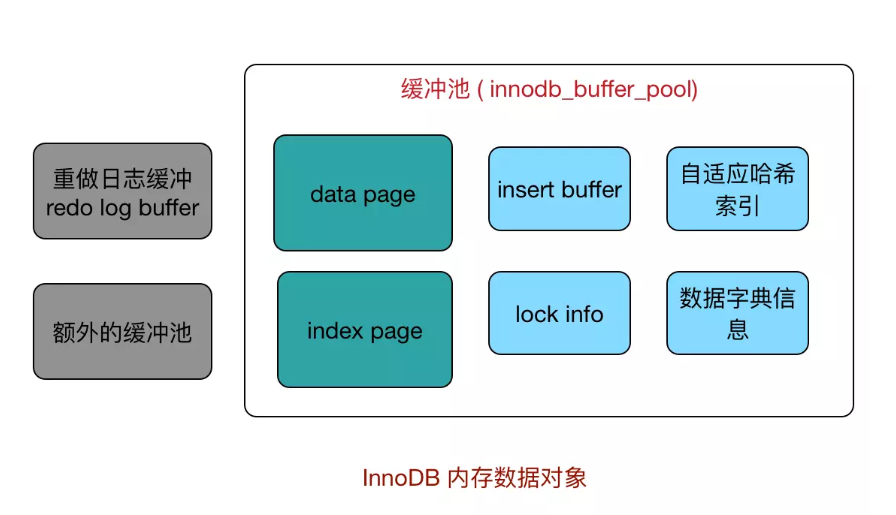 缓冲池 ( innodb_buffer_pool)
重做日志缓冲
redo log buffer
data page
insert buffer
自适应哈希
索引
额外的缓冲池
index page
lock info
数据字典信
息
InnoDB 内存数据对象